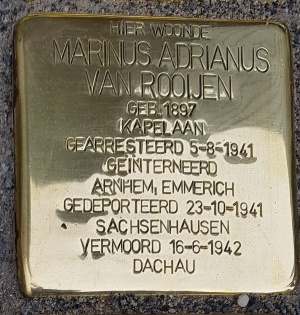 HIER WOONDE
MARINUS ADRIANUS
VAN ROOIJEN
GEB. 1897
KAPELAAN
GEARRESTEERD 5-8-1941
GEÏNTERNEERD
ARNHEM, EMMERICH
GEDEPORTEERD 23-10-1941
SACHSENHAUSEN
VERMOORD 16-6-1942
DACHAU